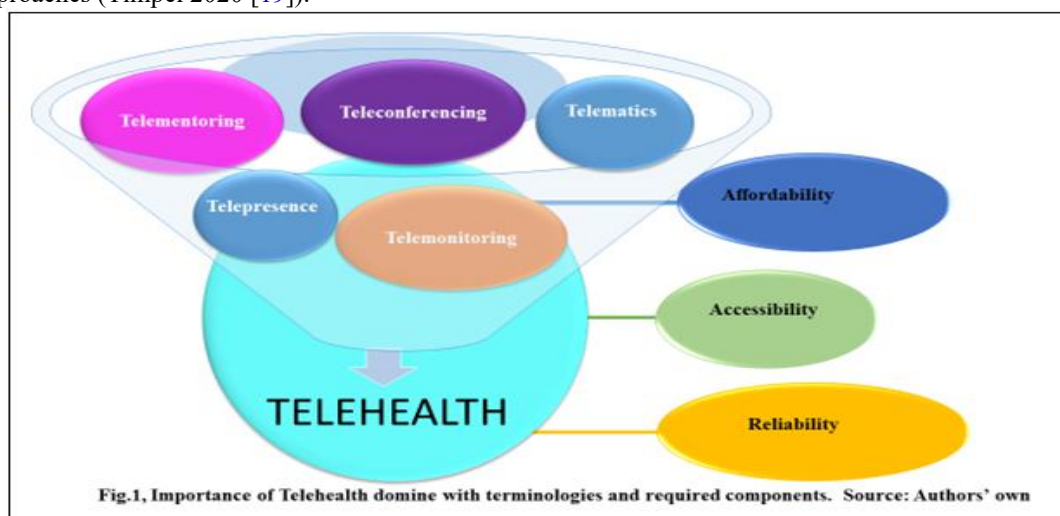 Telementoring
Teleconferencing
Telematics
Telepresence
Telemonitoring
Affordability
Accessibility
Reliability
TELEHEALTH
Fig.1, Importance of Telehealth domine with terminologies and required components. Source: Authors' own